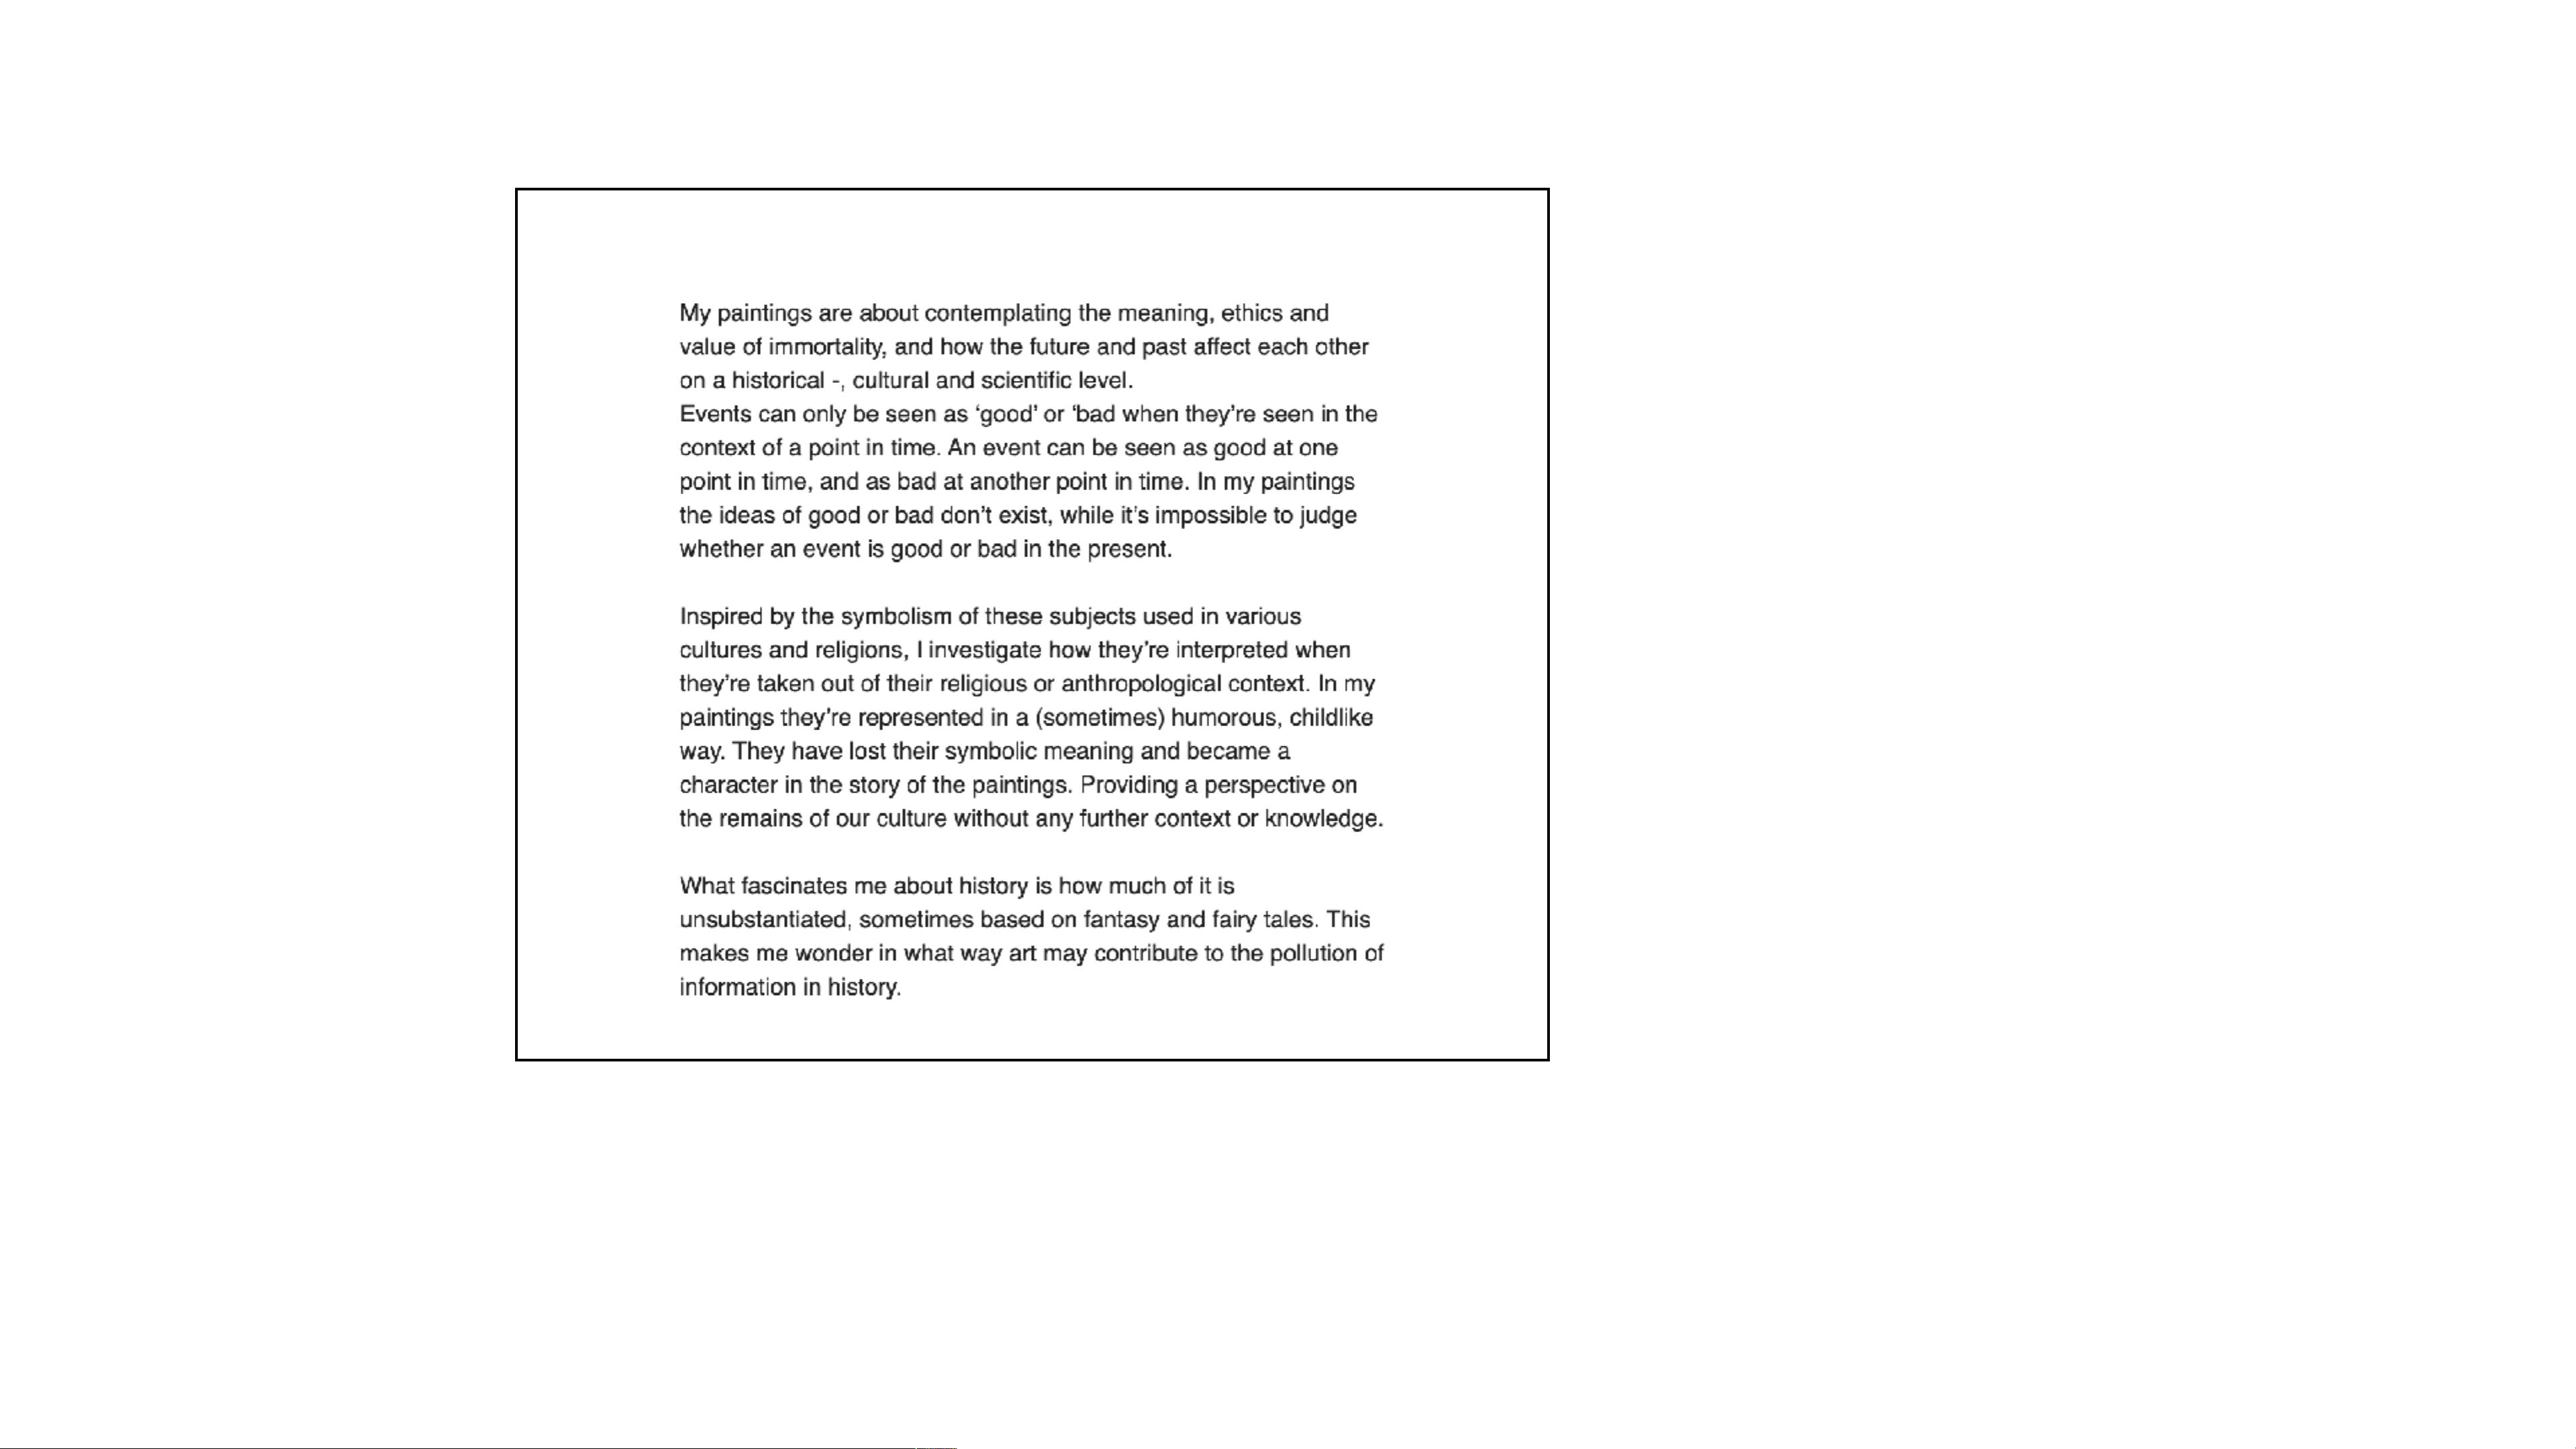 My paintings are about contemplating the meaning, ethics and
value of immortality, and how the future and past affect each other
on a historical -, cultural and scientific level.
Events can only be seen as ‘good’ or ‘bad when they’re seen in the
context of a point in time. An event can be seen as good at one
point in time, and as bad at another point in time. In my paintings
the ideas of good or bad don’t exist, while it’s impossible to judge
whether an event is good or bad in the present.

Inspired by the symbolism of these subjects used in various
cultures and religions, I investigate how they’re interpreted when
they’re taken out of their religious or anthropological context. In my
paintings they’re represented in a (sometimes) humorous, childlike
way. They have lost their symbolic meaning and became a
character in the story of the paintings. Providing a perspective on
the remains of our culture without any further context or knowledge.

What fascinates me about history is how much of it is
unsubstantiated, sometimes based on fantasy and fairy tales. This
makes me wonder in what way art may contribute to the pollution of
information in history.